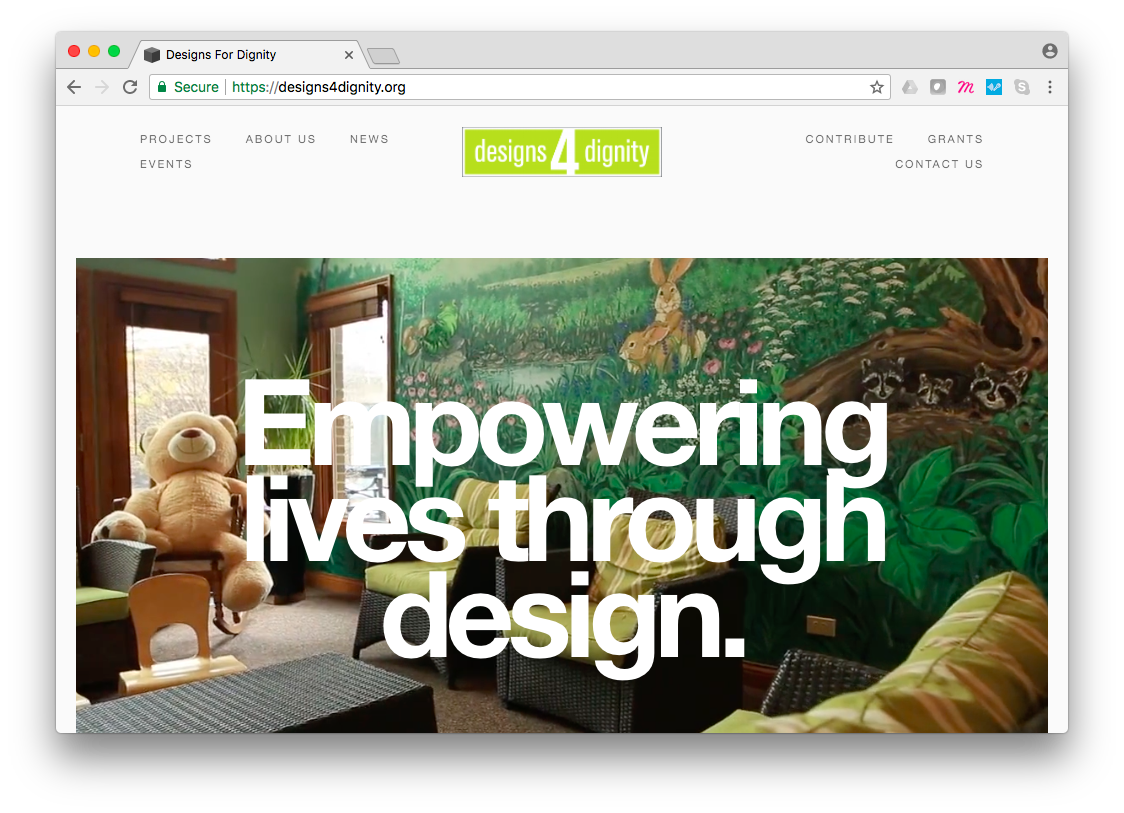 Designs For Dignity
Secure https://designs4dignity.org
PROJECTS ABOUT US NEWS
EVENTS
designs 4 dignity
CONTRIBUTE GRANTS
CONTACT US
Empowering
lives through
design.